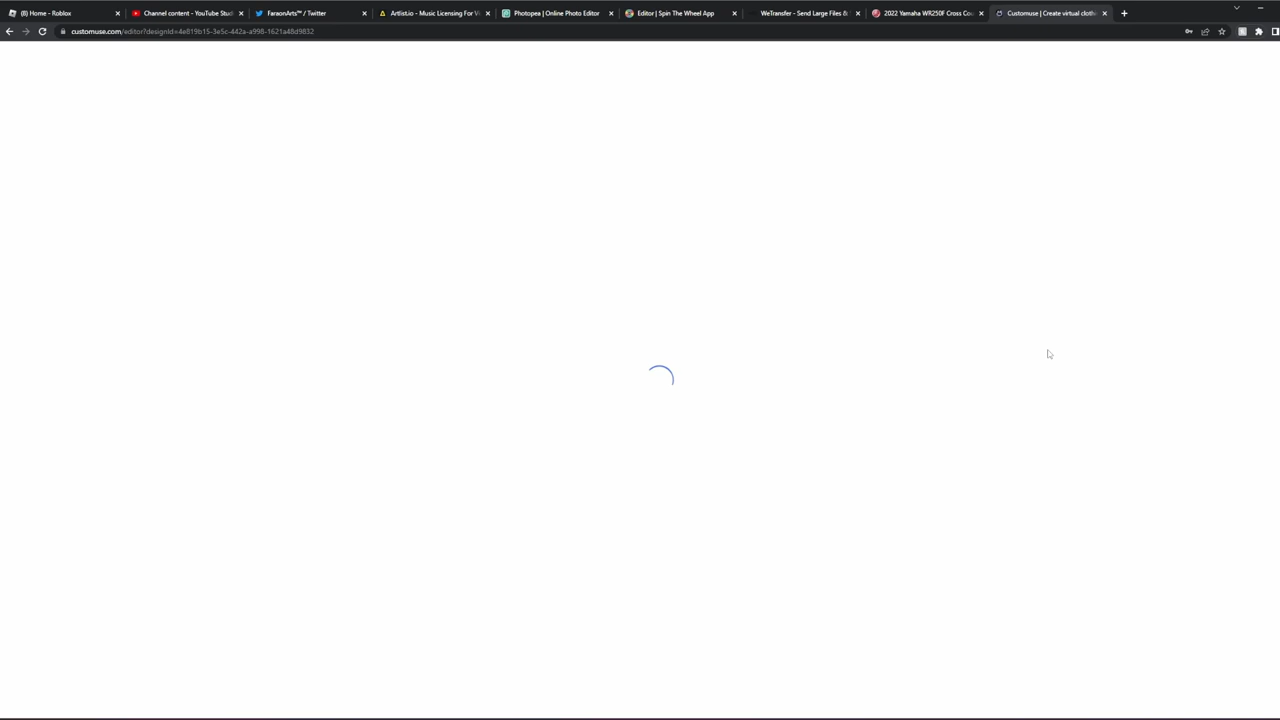 (8) Home - Roblox
Channel content - YouTube Studi
FaraonArts™ / Twitter
Artlist.io - Music Licensing For Vi
Photopea | Online Photo Editor
Editor | Spin The Wheel App
WeTransfer - Send Large Files &
2022 Yamaha WR250F Cross Cou
Customuse | Create virtual cloth
customuse.com/editor?designId=4e819b15-3e5c-442a-a998-1621a48d9832